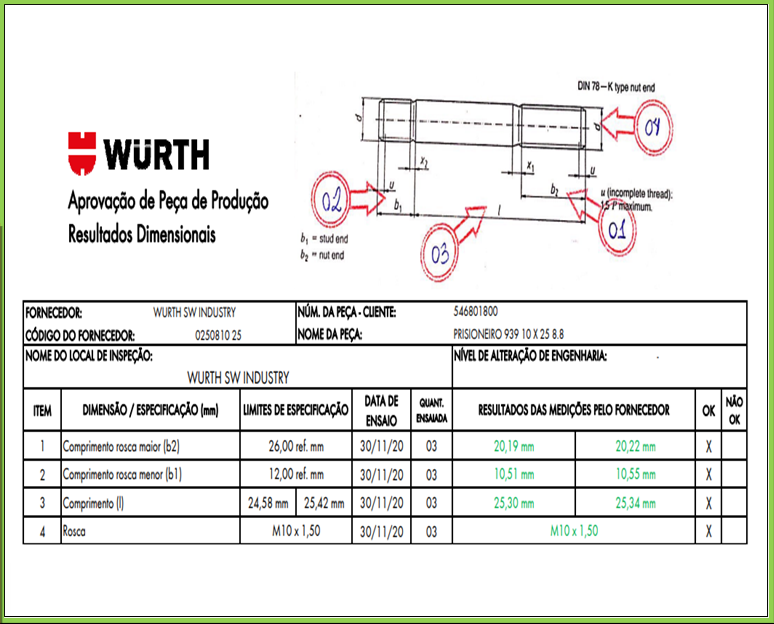 DIN 78 – K type nut end
d
d
04
x₂
x₁
u
u
02
b₁
l
b₂
u (incomplete thread):
1,5 P maximum.
01
03
b₁ = stud end
b₂ = nut end
WÜRTH
Aprovação de Peça de Produção
Resultados Dimensionais
FORNECEDOR: WURTH SW INDUSTRY NÚM. DA PEÇA - CLIENTE: 546801800
CÓDIGO DO FORNECEDOR: 0250810 25 NOME DA PEÇA: PRISIONEIRO 939 10 X 25 8.8
NOME DO LOCAL DE INSPEÇÃO: NÍVEL DE ALTERAÇÃO DE ENGENHARIA:
WURTH SW INDUSTRY
ITEM DIMENSÃO / ESPECIFICAÇÃO (mm) LIMITES DE ESPECIFICAÇÃO DATA DE ENSAIO QUANT. ENSAIADA RESULTADOS DAS MEDIÇÕES PELO FORNECEDOR OK NÃO OK
1 Comprimento rosca maior (b2) 26,00 ref. mm 30/11/20 03 20,19 mm 20,22 mm X
2 Comprimento rosca menor (b1) 12,00 ref. mm 30/11/20 03 10,51 mm 10,55 mm X
3 Comprimento (l) 24,58 mm 25,42 mm 30/11/20 03 25,30 mm 25,34 mm X
4 Rosca M10 x 1,50 30/11/20 03 M10 x 1,50 X